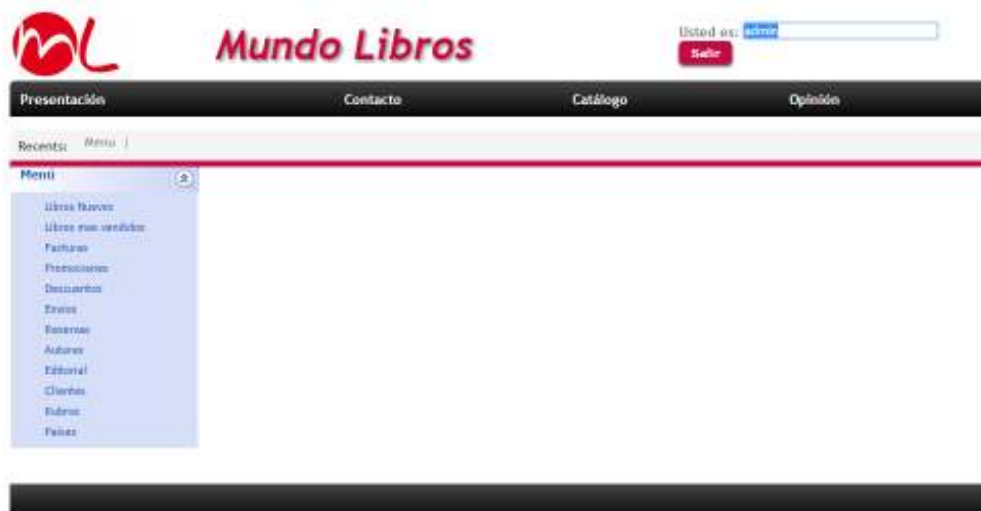 mL
Mundo Libros
Usted es: admin
Salir
Presentación Contacto Catálogo Opinión
Recents: Menu |
Menú
Libros Nuevos
Libros mas vendidos
Facturas
Promociones
Descuentos
Envios
Reservas
Autores
Editorial
Clientes
Rubros
Paises